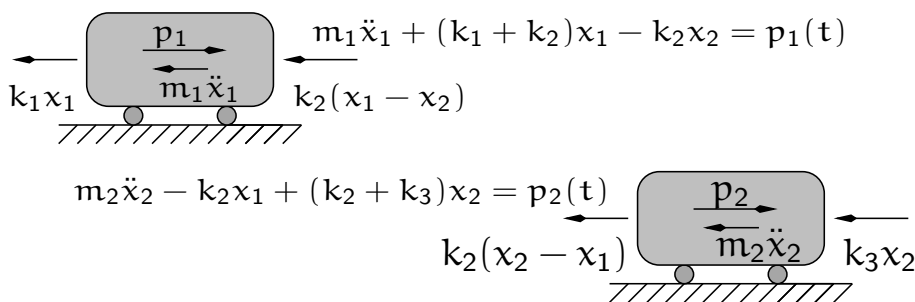 p₁
m₁ẍ₁ + (k₁ + k₂)x₁ − k₂x₂ = p₁(t)
k₁x₁
m₁ẍ₁
k₂(x₁ − x₂)
m₂ẍ₂ − k₂x₁ + (k₂ + k₃)x₂ = p₂(t)
p₂
k₂(x₂ − x₁)
m₂ẍ₂
k₃x₂